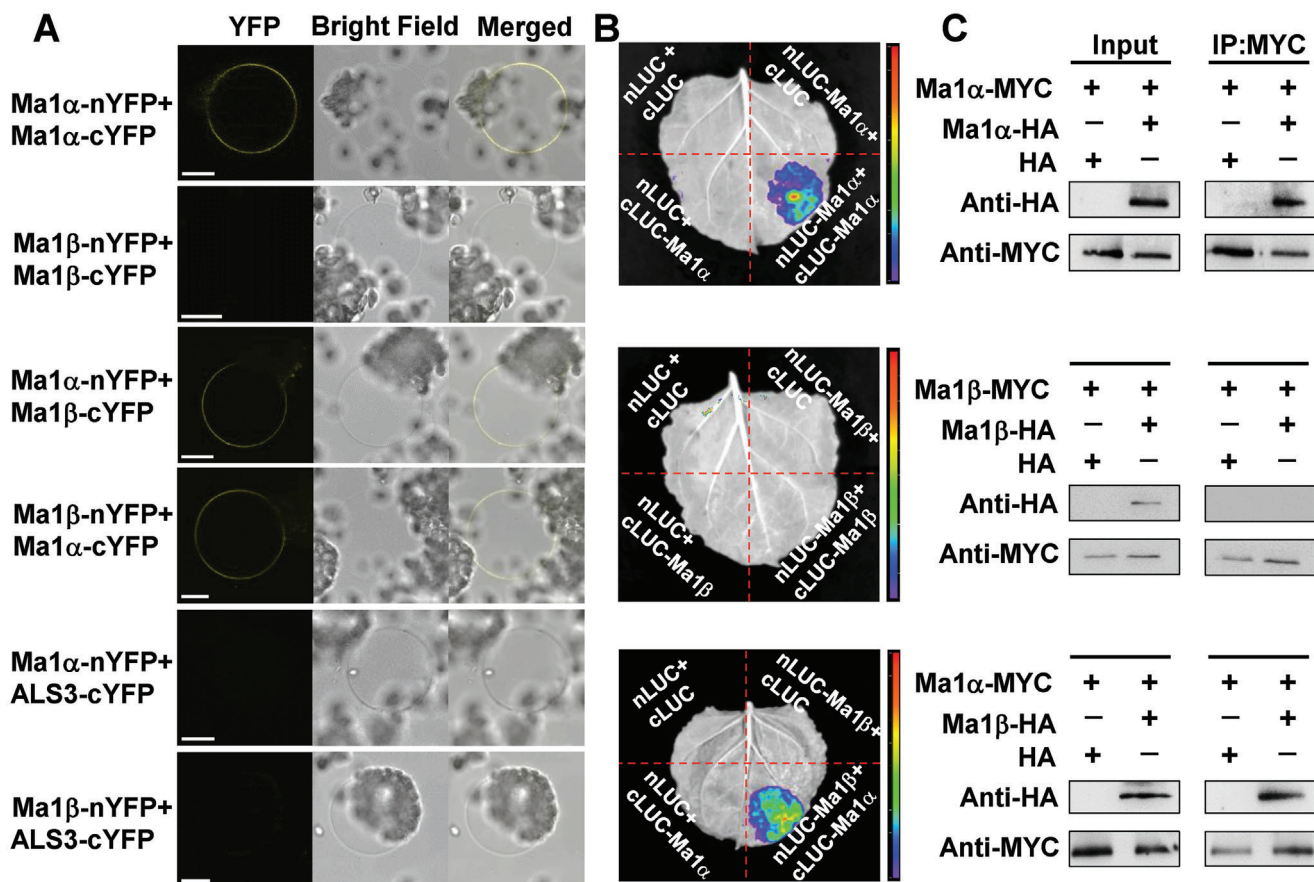 A
YFP Bright Field Merged
Ma1α-nYFP+
Ma1α-cYFP
Ma1β-nYFP+
Ma1β-cYFP
Ma1α-nYFP+
Ma1β-cYFP
Ma1β-nYFP+
Ma1α-cYFP
Ma1α-nYFP+
ALS3-cYFP
Ma1β-nYFP+
ALS3-cYFP
B
nLUC+
cLUC
nLUC-Ma1α+
cLUC
nLUC+
cLUC-Ma1α
nLUC-Ma1α+
cLUC-Ma1α
nLUC+
cLUC
nLUC-Ma1β+
cLUC
nLUC+
cLUC-Ma1β
nLUC-Ma1β+
cLUC-Ma1β
nLUC+
cLUC
nLUC-Ma1β+
cLUC
nLUC+
cLUC-Ma1α
nLUC-Ma1β+
cLUC-Ma1α
C
Input IP:MYC
Ma1α-MYC + + + +
Ma1α-HA − + − +
HA + − + −
Anti-HA
Anti-MYC
Ma1β-MYC + + + +
Ma1β-HA − + − +
HA + − + −
Anti-HA
Anti-MYC
Ma1α-MYC + + + +
Ma1β-HA − + − +
HA + − + −
Anti-HA
Anti-MYC